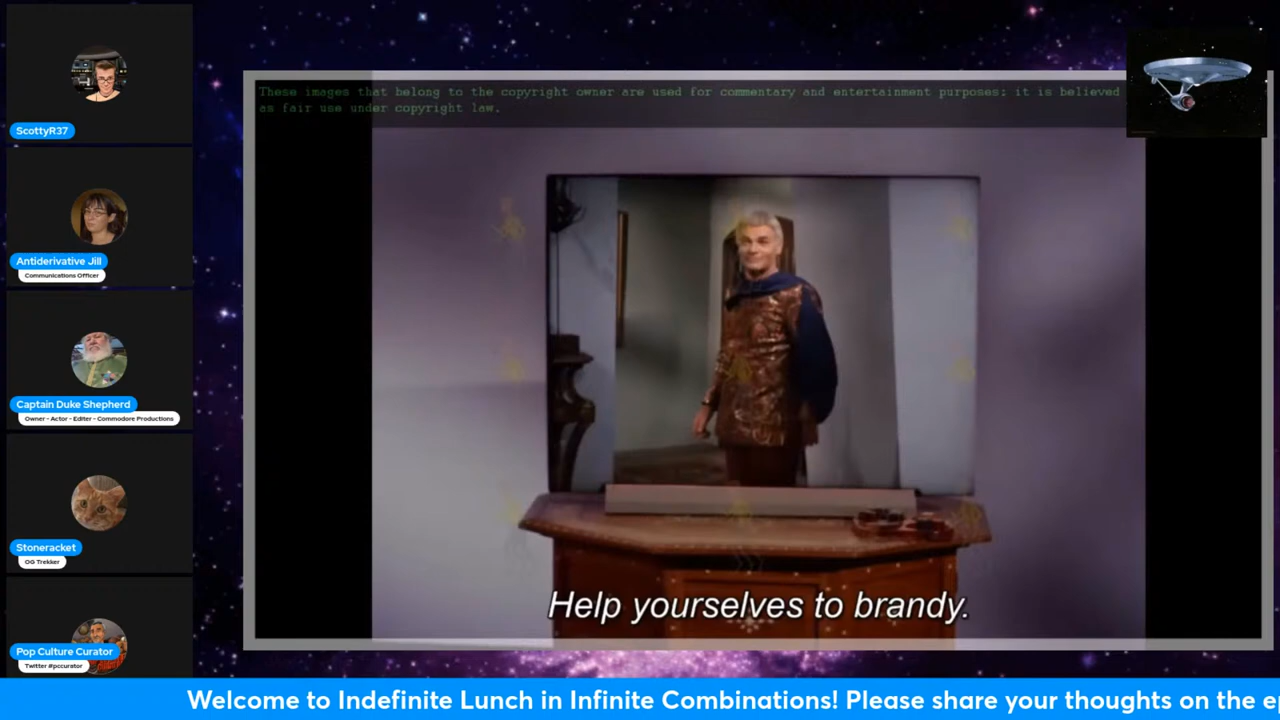 ScottyR37
Antiderivative Jill
Communications Officer
Captain Duke Shepherd
Owner - Actor - Editer - Commodore Productions
Stoneracket
OG Trekker
Pop Culture Curator
Twitter #pccurator
These images that belong to the copyright owner are used for commentary and entertainment purposes; it is believed
as fair use under copyright law.
Help yourselves to brandy.
Welcome to Indefinite Lunch in Infinite Combinations! Please share your thoughts on the